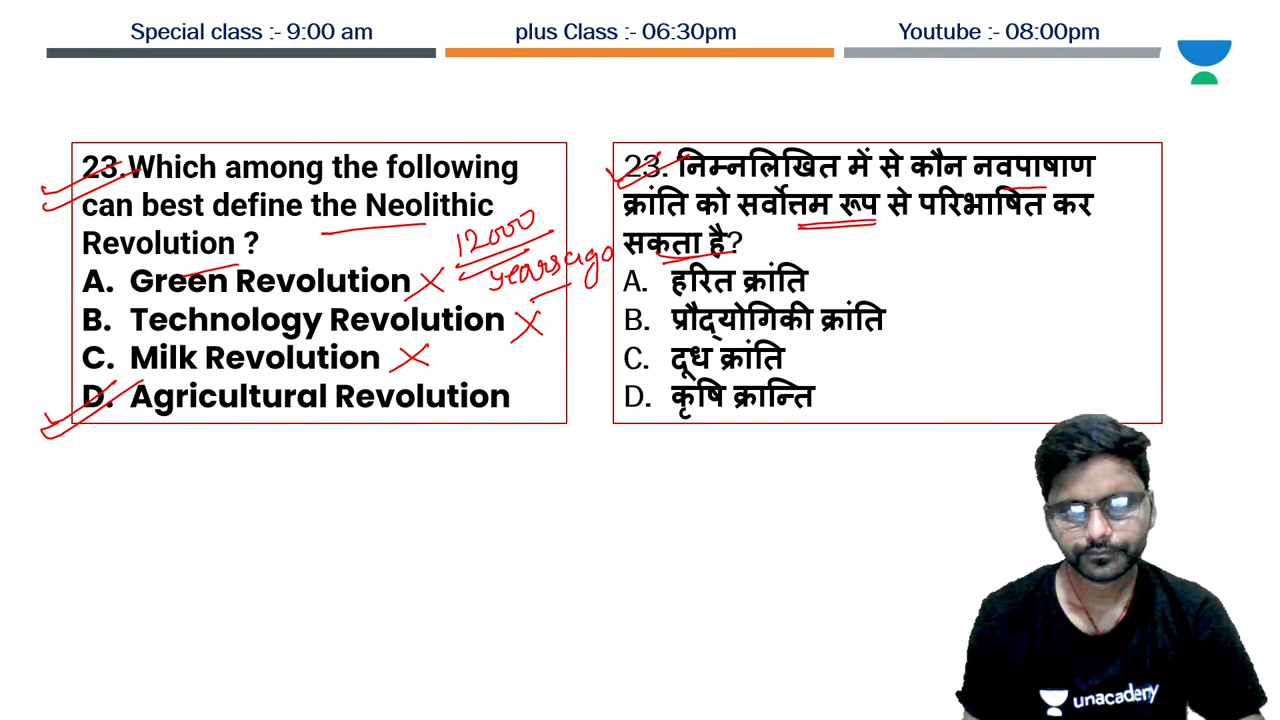 Special class :- 9:00 am
plus Class :- 06:30pm
Youtube :- 08:00pm
23.Which among the following
can best define the Neolithic
Revolution ?
A. Green Revolution
B. Technology Revolution
C. Milk Revolution
D. Agricultural Revolution
12000
years ago
23. निम्नलिखित में से कौन नवपाषाण
क्रांति को सर्वोत्तम रूप से परिभाषित कर
सकता है?
A. हरित क्रांति
B. प्रौद्योगिकी क्रांति
C. दूध क्रांति
D. कृषि क्रान्ति
unacademy